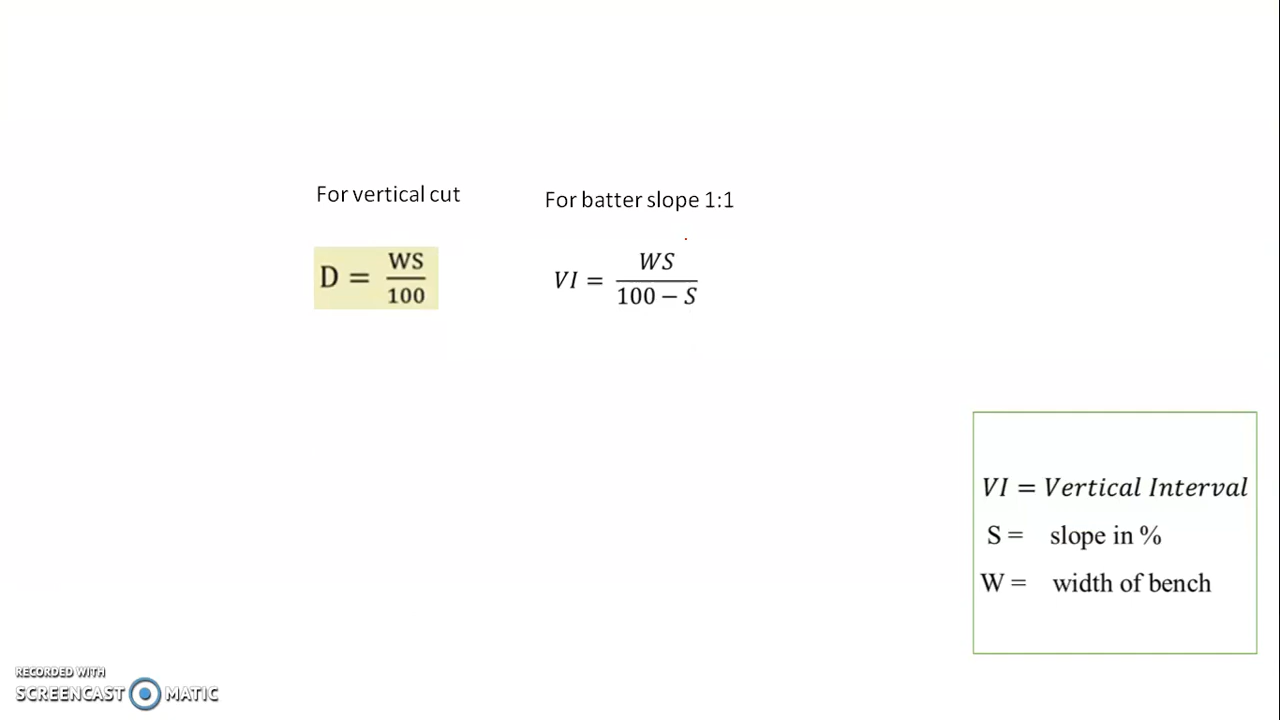 For vertical cut
For batter slope 1:1
D = WS/100
VI = WS/(100 − S)
VI = Vertical Interval
S = slope in %
W = width of bench
RECORDED WITH
SCREENCAST MATIC